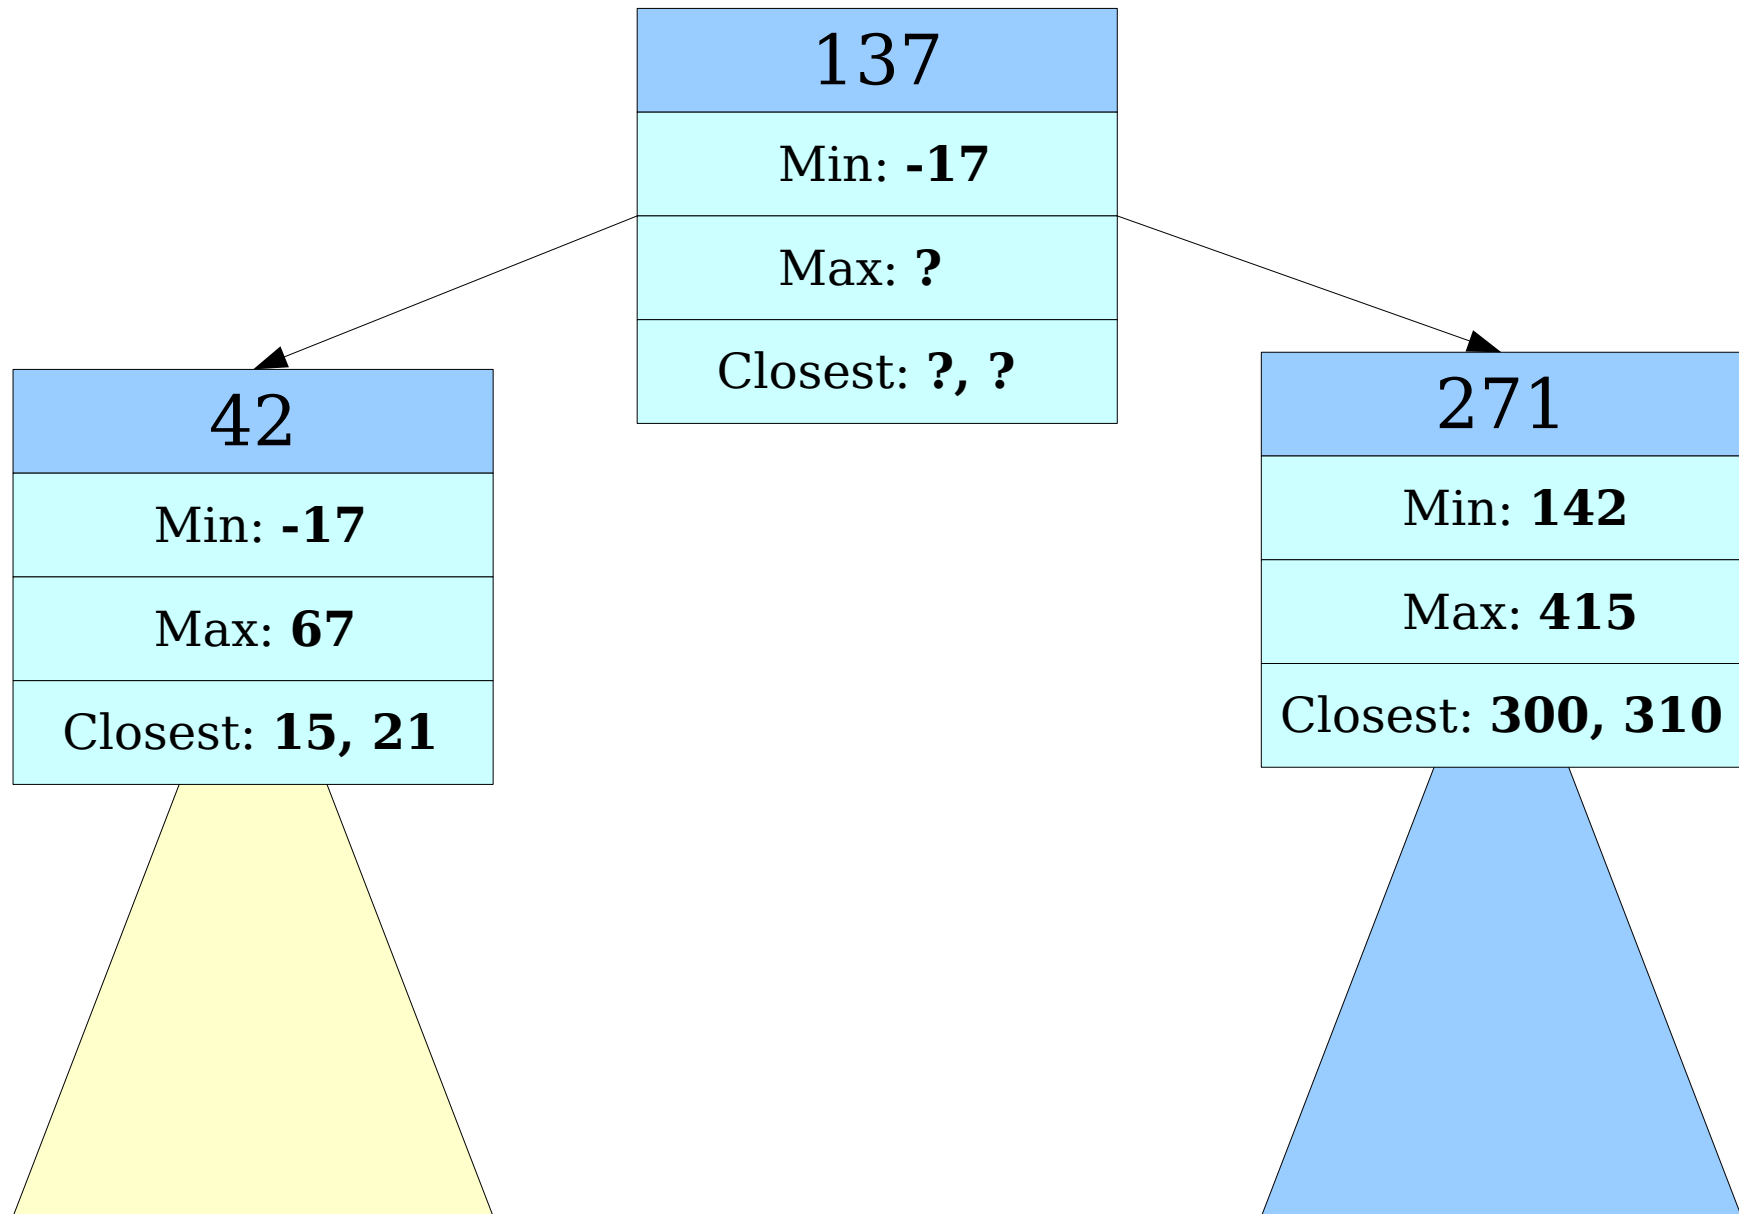 137
Min: -17
Max: ?
Closest: ?, ?
42
Min: -17
Max: 67
Closest: 15, 21
271
Min: 142
Max: 415
Closest: 300, 310